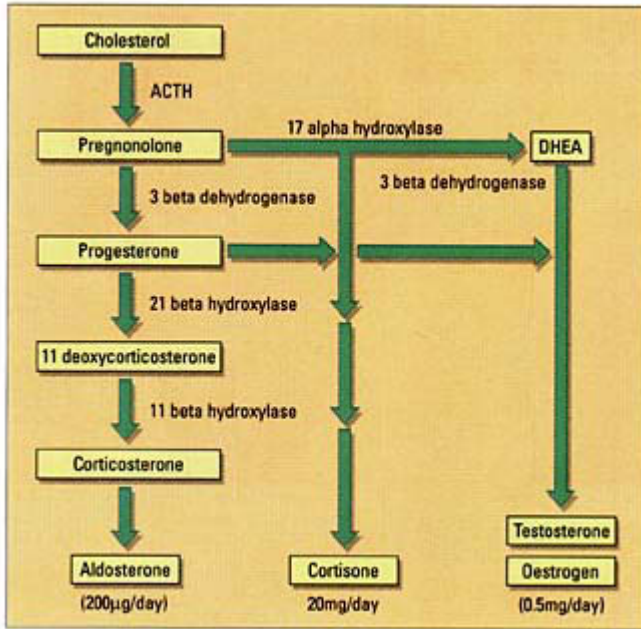 Cholesterol
ACTH
17 alpha hydroxylase
Pregnonolone
DHEA
3 beta dehydrogenase
3 beta dehydrogenase
Progesterone
21 beta hydroxylase
11 deoxycorticosterone
11 beta hydroxylase
Corticosterone
Testosterone
Aldosterone
Cortisone
Oestrogen
(200µg/day)
20mg/day
(0.5mg/day)